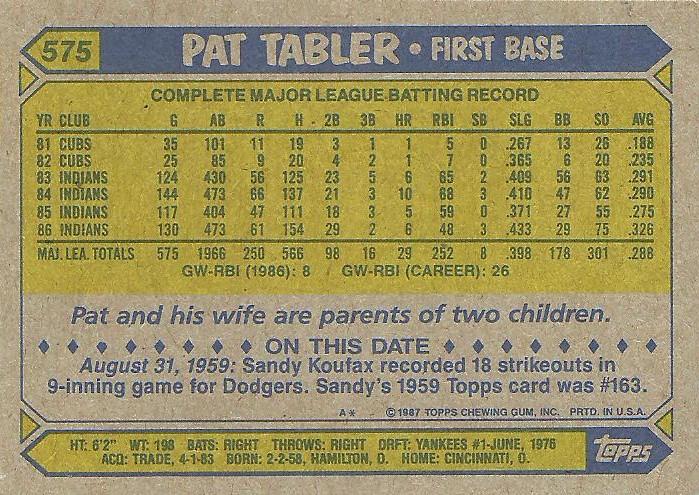 575 PAT TABLER • FIRST BASE
COMPLETE MAJOR LEAGUE BATTING RECORD
YR CLUB G AB R H 2B 3B HR RBI SB SLG BB SO AVG
81 CUBS 35 101 11 19 3 1 1 5 0 .267 13 26 .188
82 CUBS 25 85 9 20 4 2 1 7 0 .365 6 20 .235
83 INDIANS 124 430 56 125 23 5 6 65 2 .409 56 63 .291
84 INDIANS 144 473 66 137 21 3 10 68 3 .410 47 62 .290
85 INDIANS 117 404 47 111 18 3 5 59 0 .371 27 55 .275
86 INDIANS 130 473 61 154 29 2 6 48 3 .433 29 75 .326
MAJ. LEA. TOTALS 575 1966 250 566 98 16 29 252 8 .398 178 301 .288
GW-RBI (1986): 8 / GW-RBI (CAREER): 26
Pat and his wife are parents of two children.
ON THIS DATE
August 31, 1959: Sandy Koufax recorded 18 strikeouts in
9-inning game for Dodgers. Sandy's 1959 Topps card was #163.
A* ©1987 TOPPS CHEWING GUM, INC. PRTD. IN U.S.A.
HT: 6'2" WT: 198 BATS: RIGHT THROWS: RIGHT DRFT: YANKEES #1-JUNE, 1976
ACQ: TRADE, 4-1-83 BORN: 2-2-58, HAMILTON, O. HOME: CINCINNATI, O.
topps